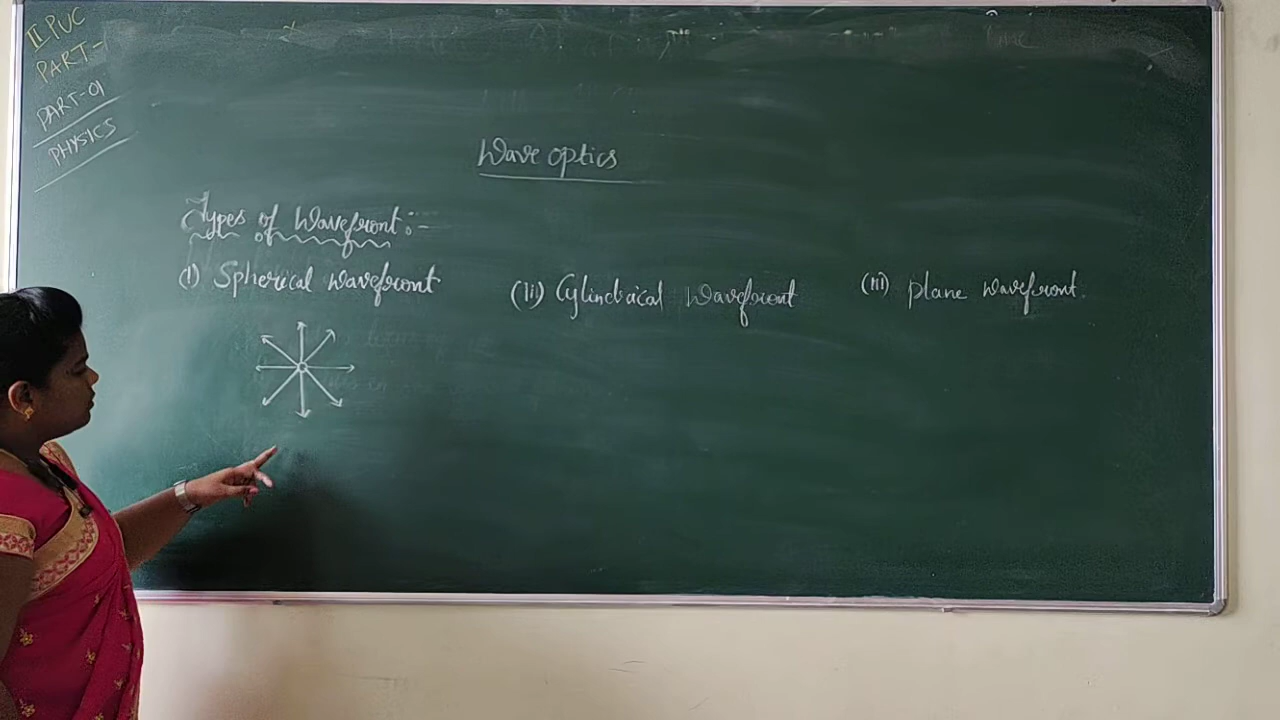 II PUC
PART-
PART-01
PHYSICS
Wave optics
Types of Wavefront:-
(i) Spherical wavefront
(ii) Cylindrical Wavefront
(iii) plane wavefront.